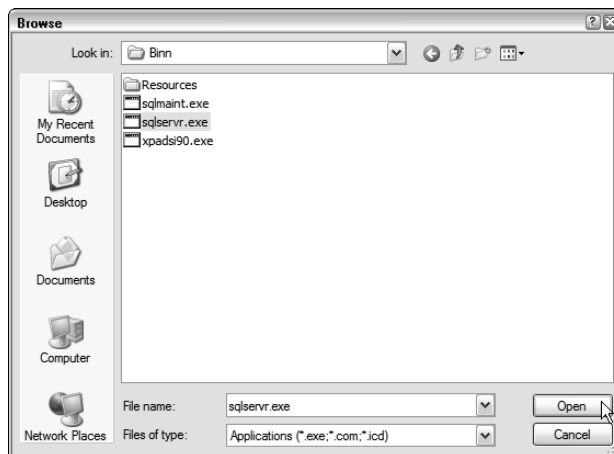 Browse
Look in:
Binn
My Recent
Documents
Desktop
Documents
Computer
Network Places
Resources
sqlmaint.exe
sqlservr.exe
xpadsi90.exe
File name:
sqlservr.exe
Open
Files of type:
Applications (*.exe;*.com;*.icd)
Cancel